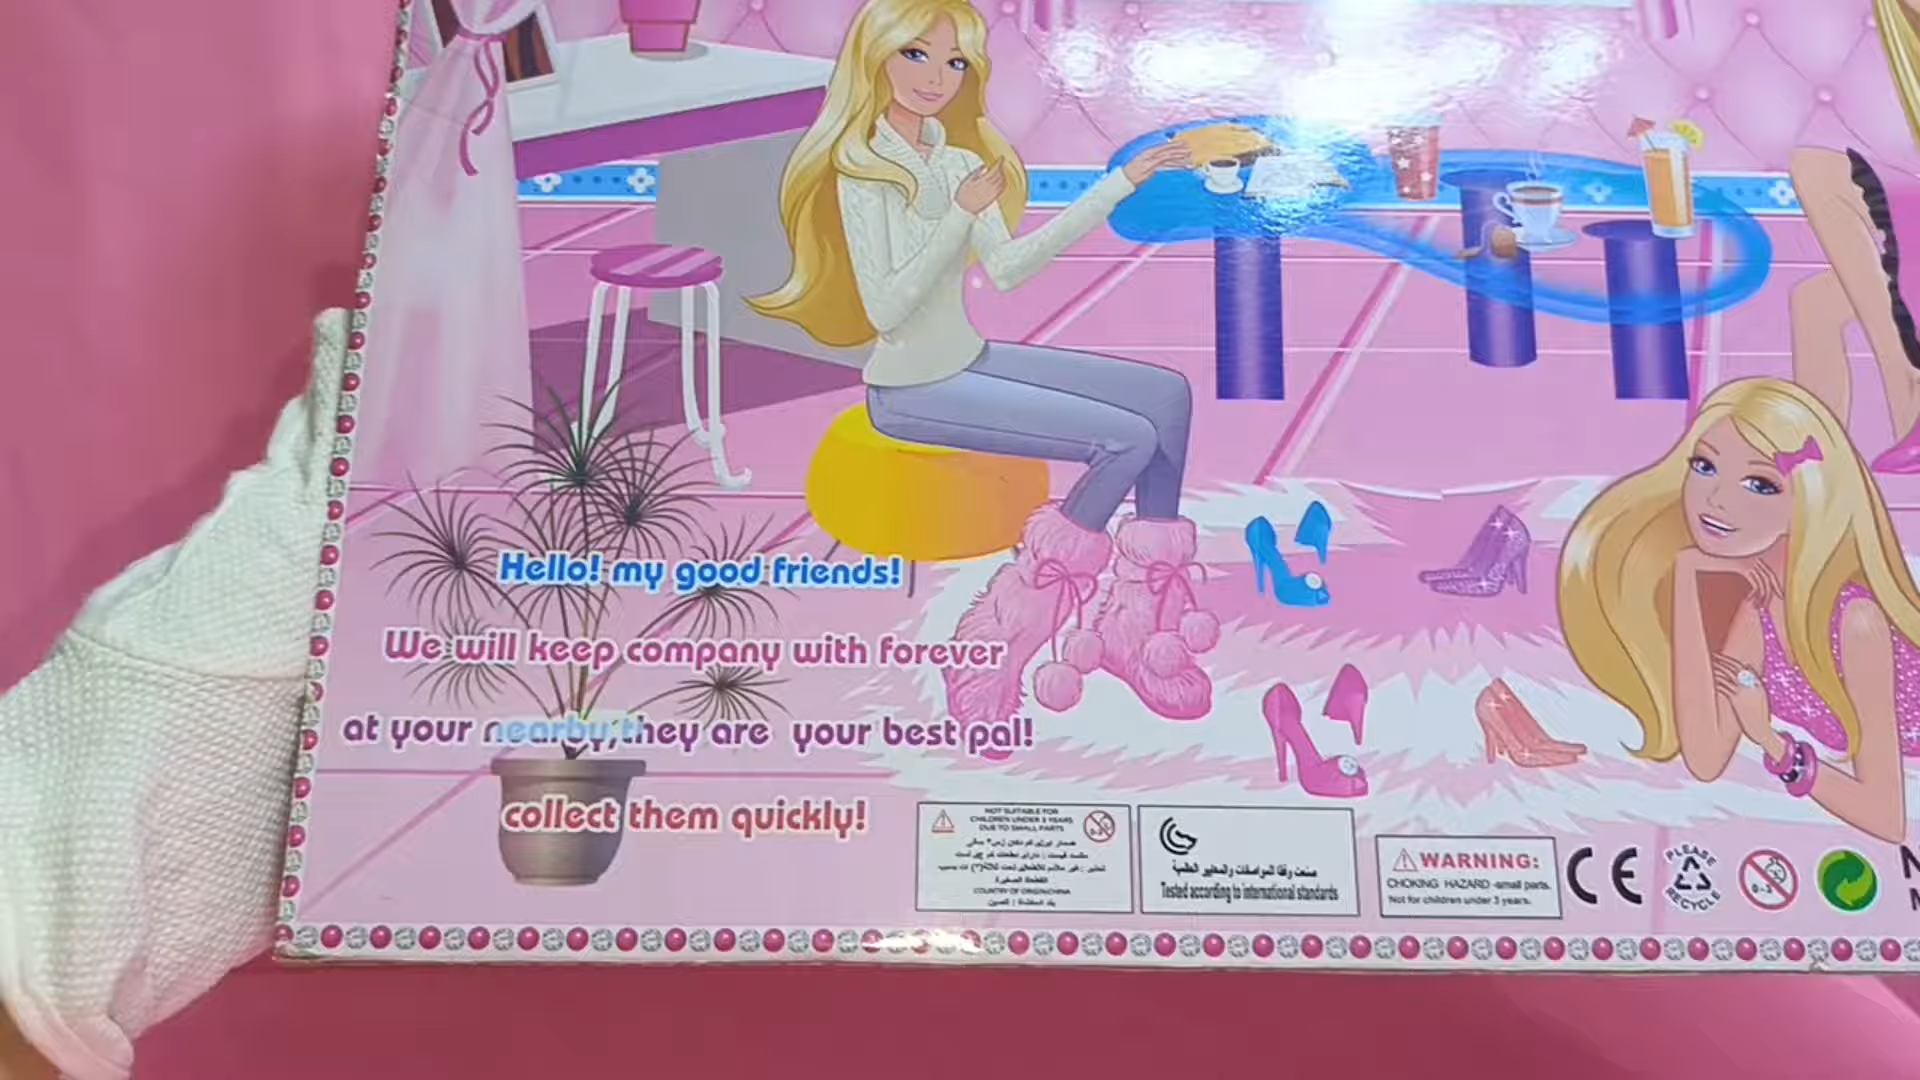 Hello! my good friends!
We will keep company with forever
at your nearby,they are your best pal!
collect them quickly!
NOT SUITABLE FOR
CHILDREN UNDER 3 YEARS
DUE TO SMALL PARTS
COUNTRY OF ORIGIN:CHINA
Tested according to international standards
WARNING:
CHOKING HAZARD -small parts.
Not for children under 3 years.
CE
PLEASE
RECYCLE
0-3